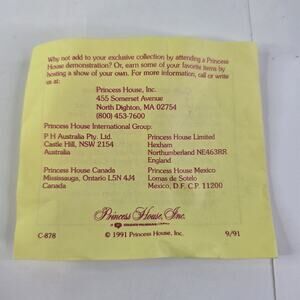 Why not add to your exclusive collection by attending a Princess
House demonstration? Or, earn some of your favorite items by
hosting a show of your own. For more information, call or write
us at:
Princess House, Inc.
455 Somerset Avenue
North Dighton, MA 02754
(800) 453-7600
Princess House International Group:
P H Australia Pty. Ltd.
Castle Hill, NSW 2154
Australia
Princess House Limited
Hexham
Northumberland NE463RR
England
Princess House Canada
Mississauga, Ontario L5N 4J4
Canada
Princess House Mexico
Lomas de Sotelo
Mexico, D.F. C.P. 11200
Princess House, Inc.
C-878
© 1991 Princess House, Inc.
9/91